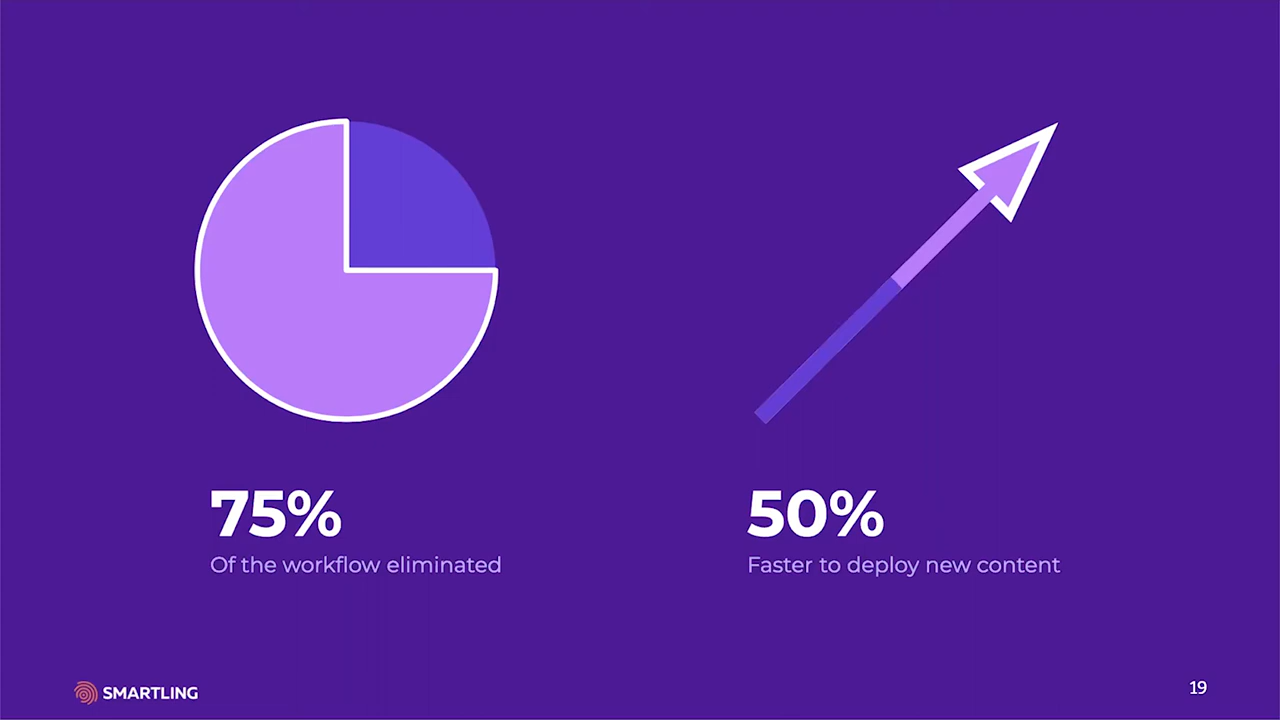 75%
Of the workflow eliminated
50%
Faster to deploy new content
SMARTLING
19